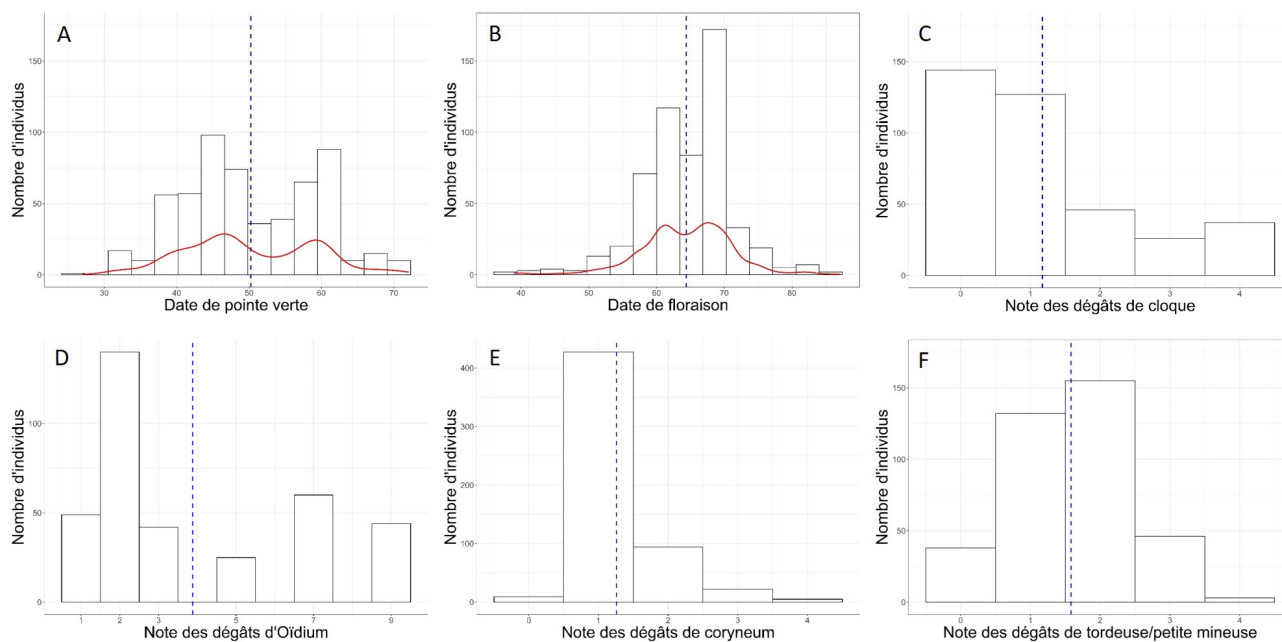 A
Nombre d'individus
150
100
50
0
30 40 50 60 70
Date de pointe verte
B
Nombre d'individus
150
100
50
0
40 50 60 70 80
Date de floraison
C
Nombre d'individus
150
100
50
0
0 1 2 3 4
Note des dégâts de cloque
D
Nombre d'individus
100
50
0
1 2 3 5 7 9
Note des dégâts d'Oïdium
E
Nombre d'individus
400
300
200
100
0
0 1 2 3 4
Note des dégâts de coryneum
F
Nombre d'individus
150
100
50
0
0 1 2 3 4
Note des dégâts de tordeuse/petite mineuse